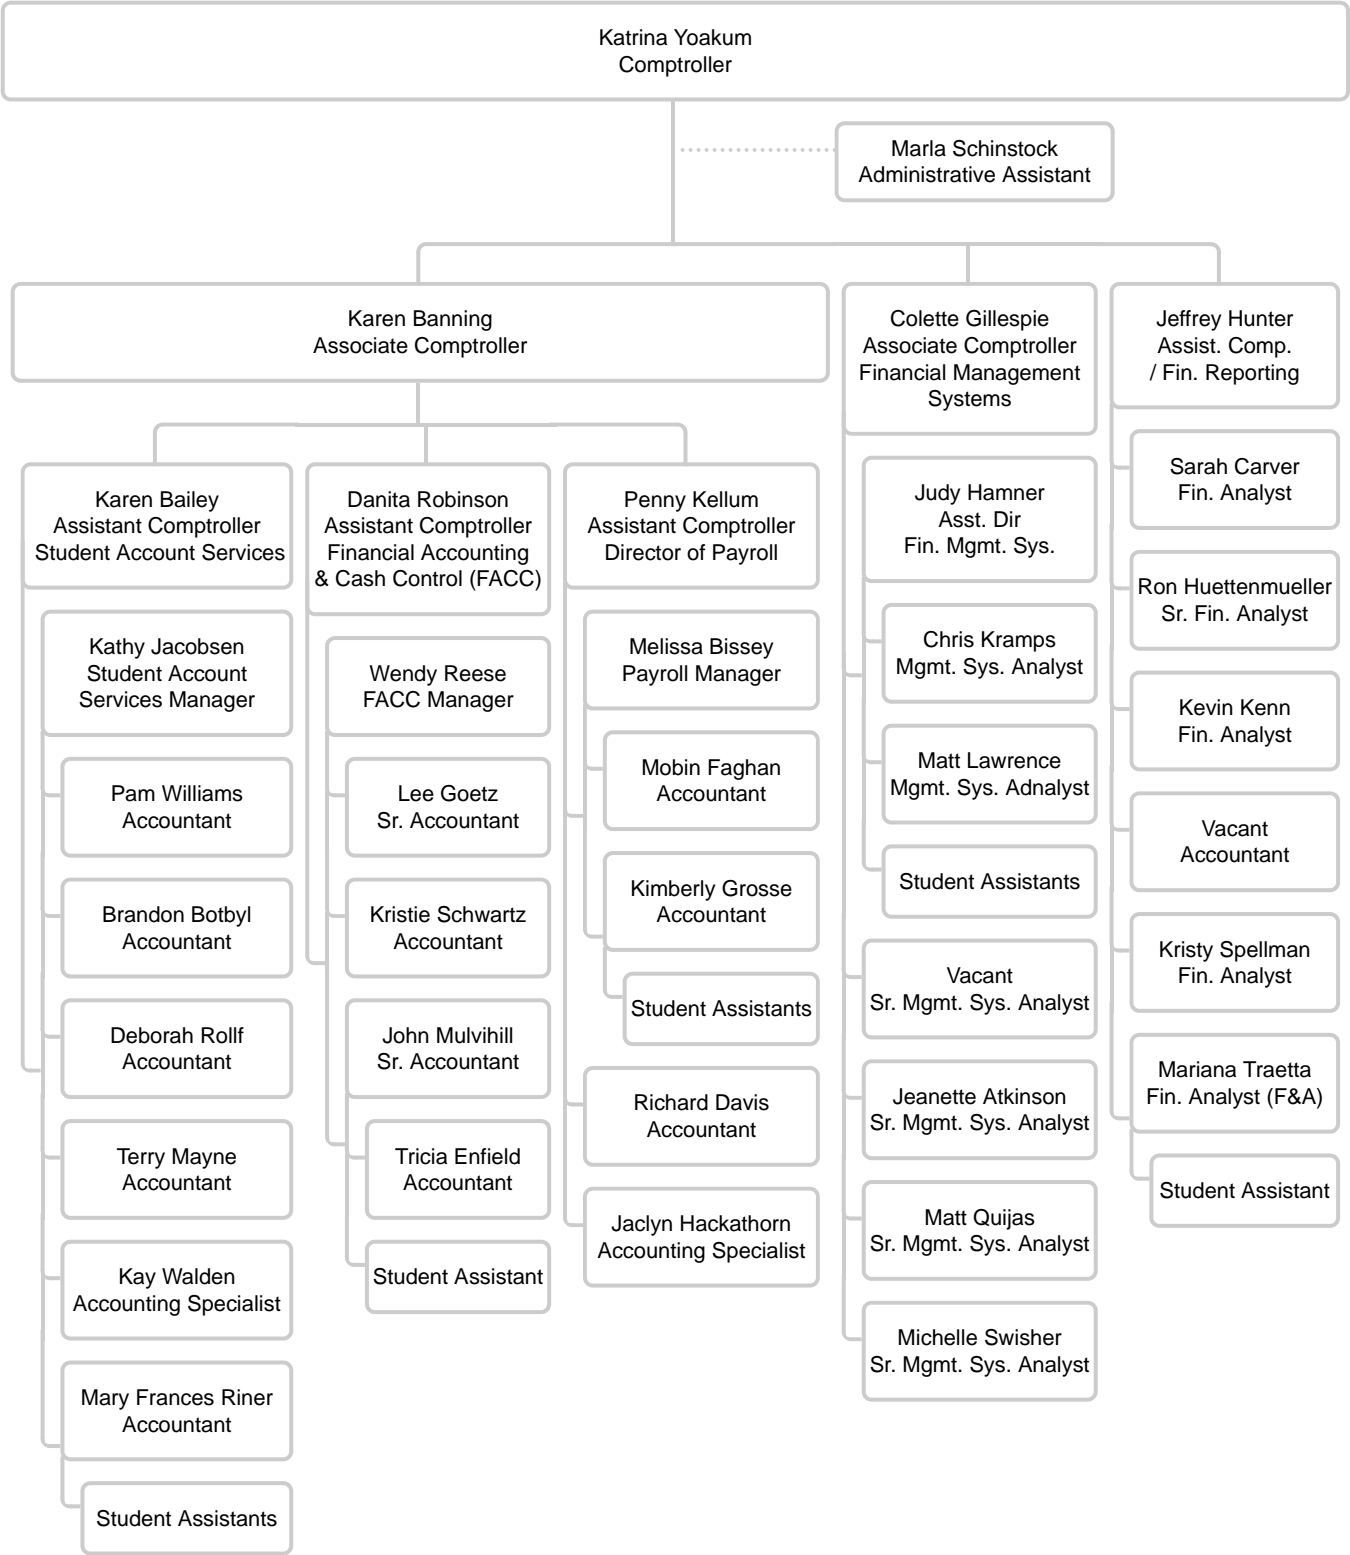 Katrina Yoakum
Comptroller
Marla Schinstock
Administrative Assistant
Karen Banning
Associate Comptroller
Colette Gillespie
Associate Comptroller
Financial Management
Systems
Jeffrey Hunter
Assist. Comp.
/ Fin. Reporting
Karen Bailey
Assistant Comptroller
Student Account Services
Kathy Jacobsen
Student Account
Services Manager
Pam Williams
Accountant
Brandon Botbyl
Accountant
Deborah Rollf
Accountant
Terry Mayne
Accountant
Kay Walden
Accounting Specialist
Mary Frances Riner
Accountant
Student Assistants
Danita Robinson
Assistant Comptroller
Financial Accounting
& Cash Control (FACC)
Wendy Reese
FACC Manager
Lee Goetz
Sr. Accountant
Kristie Schwartz
Accountant
John Mulvihill
Sr. Accountant
Tricia Enfield
Accountant
Student Assistant
Penny Kellum
Assistant Comptroller
Director of Payroll
Melissa Bissey
Payroll Manager
Mobin Faghan
Accountant
Kimberly Grosse
Accountant
Student Assistants
Richard Davis
Accountant
Jaclyn Hackathorn
Accounting Specialist
Judy Hamner
Asst. Dir
Fin. Mgmt. Sys.
Chris Kramps
Mgmt. Sys. Analyst
Matt Lawrence
Mgmt. Sys. Adnalyst
Student Assistants
Vacant
Sr. Mgmt. Sys. Analyst
Jeanette Atkinson
Sr. Mgmt. Sys. Analyst
Matt Quijas
Sr. Mgmt. Sys. Analyst
Michelle Swisher
Sr. Mgmt. Sys. Analyst
Sarah Carver
Fin. Analyst
Ron Huettenmueller
Sr. Fin. Analyst
Kevin Kenn
Fin. Analyst
Vacant
Accountant
Kristy Spellman
Fin. Analyst
Mariana Traetta
Fin. Analyst (F&A)
Student Assistant